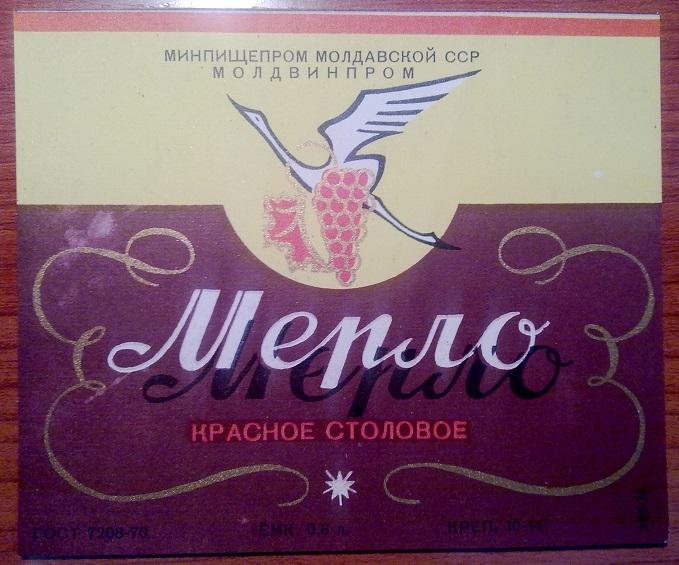 МИНПИЩЕПРОМ МОЛДАВСКОЙ ССР
МОЛДВИНПРОМ
Мерло
КРАСНОЕ СТОЛОВОЕ
ГОСТ 7208-70 ЕМК. 0,8 л. КРЕП. 10-14°